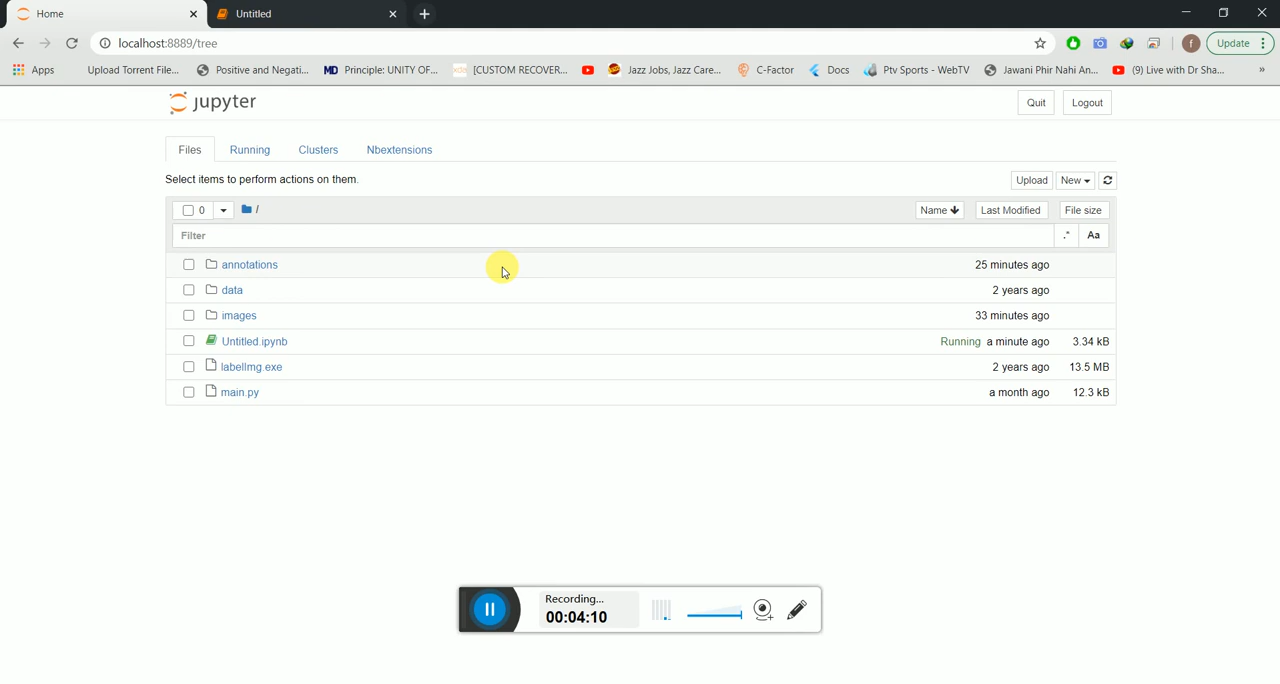 Home
Untitled
localhost:8889/tree
Update
Apps
Upload Torrent File...
Positive and Negati...
MD Principle: UNITY OF...
xda [CUSTOM RECOVER...
Jazz Jobs, Jazz Care...
C-Factor
Docs
Ptv Sports - WebTV
Jawani Phir Nahi An...
(9) Live with Dr Sha...
»
jupyter
Quit
Logout
Files
Running
Clusters
Nbextensions
Select items to perform actions on them.
Upload
New
0
/
Name
Last Modified
File size
Filter
.*
Aa
annotations
25 minutes ago
data
2 years ago
images
33 minutes ago
Untitled.ipynb
Running a minute ago 3.34 kB
labelImg.exe
2 years ago 13.5 MB
main.py
a month ago 12.3 kB
Recording...
00:04:10